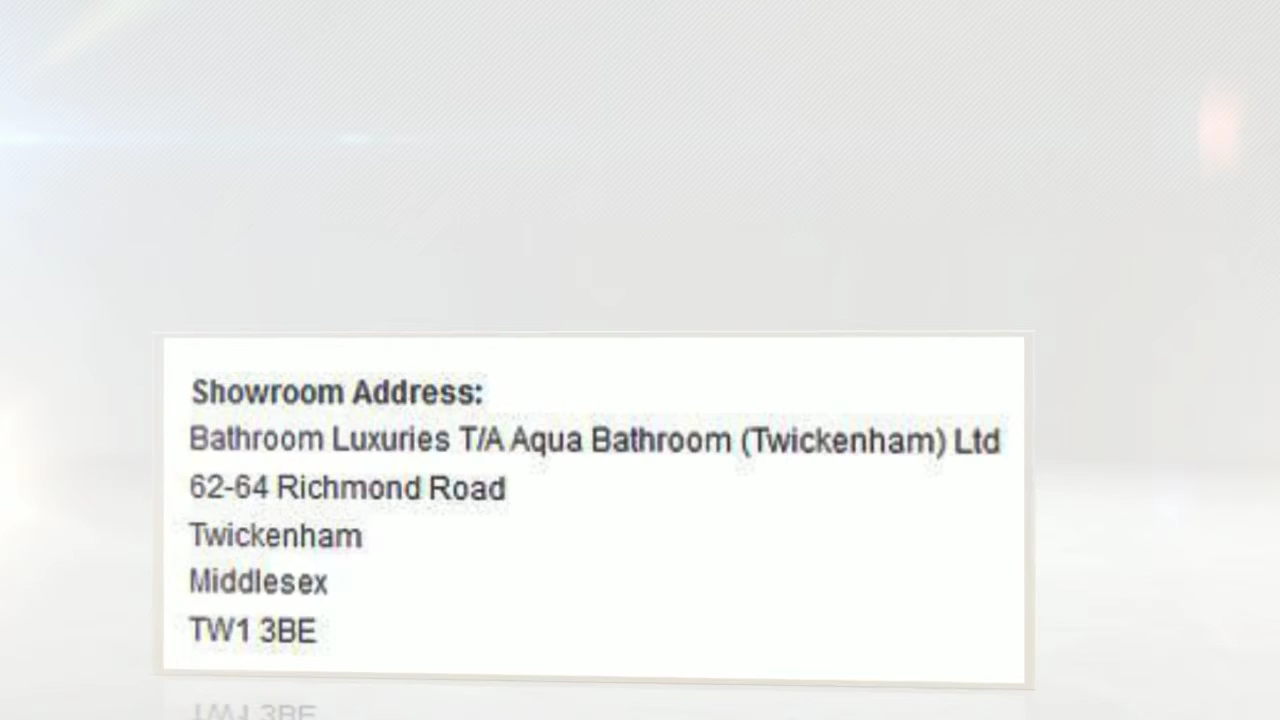 Showroom Address:
Bathroom Luxuries T/A Aqua Bathroom (Twickenham) Ltd
62-64 Richmond Road
Twickenham
Middlesex
TW1 3BE